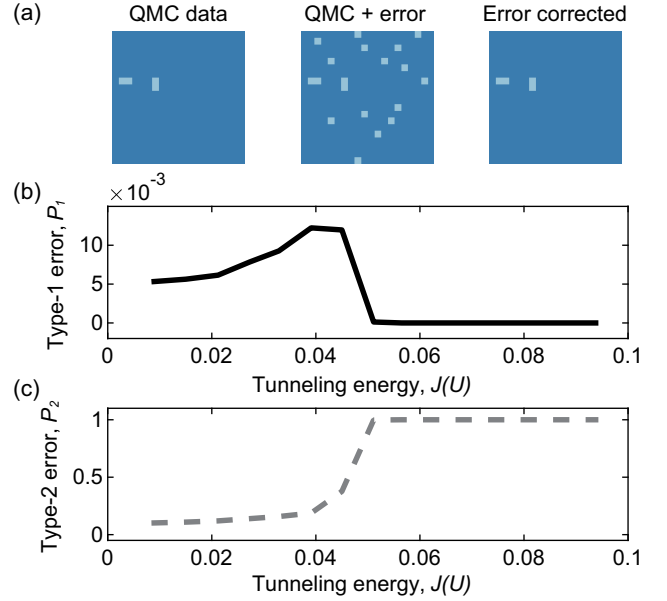 (a)
QMC data QMC + error Error corrected
(b)
× 10⁻³
Type-1 error, P₁
10
5
0
0 0.02 0.04 0.06 0.08 0.1
Tunneling energy, J(U)
(c)
Type-2 error, P₂
1
0.5
0
0 0.02 0.04 0.06 0.08 0.1
Tunneling energy, J(U)